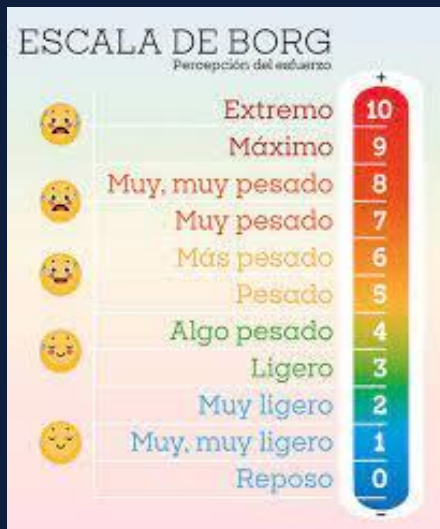 ESCALA DE BORG
Percepción del esfuerzo
+
Extremo 10
Máximo 9
Muy, muy pesado 8
Muy pesado 7
Más pesado 6
Pesado 5
Algo pesado 4
Ligero 3
Muy ligero 2
Muy, muy ligero 1
Reposo 0
-